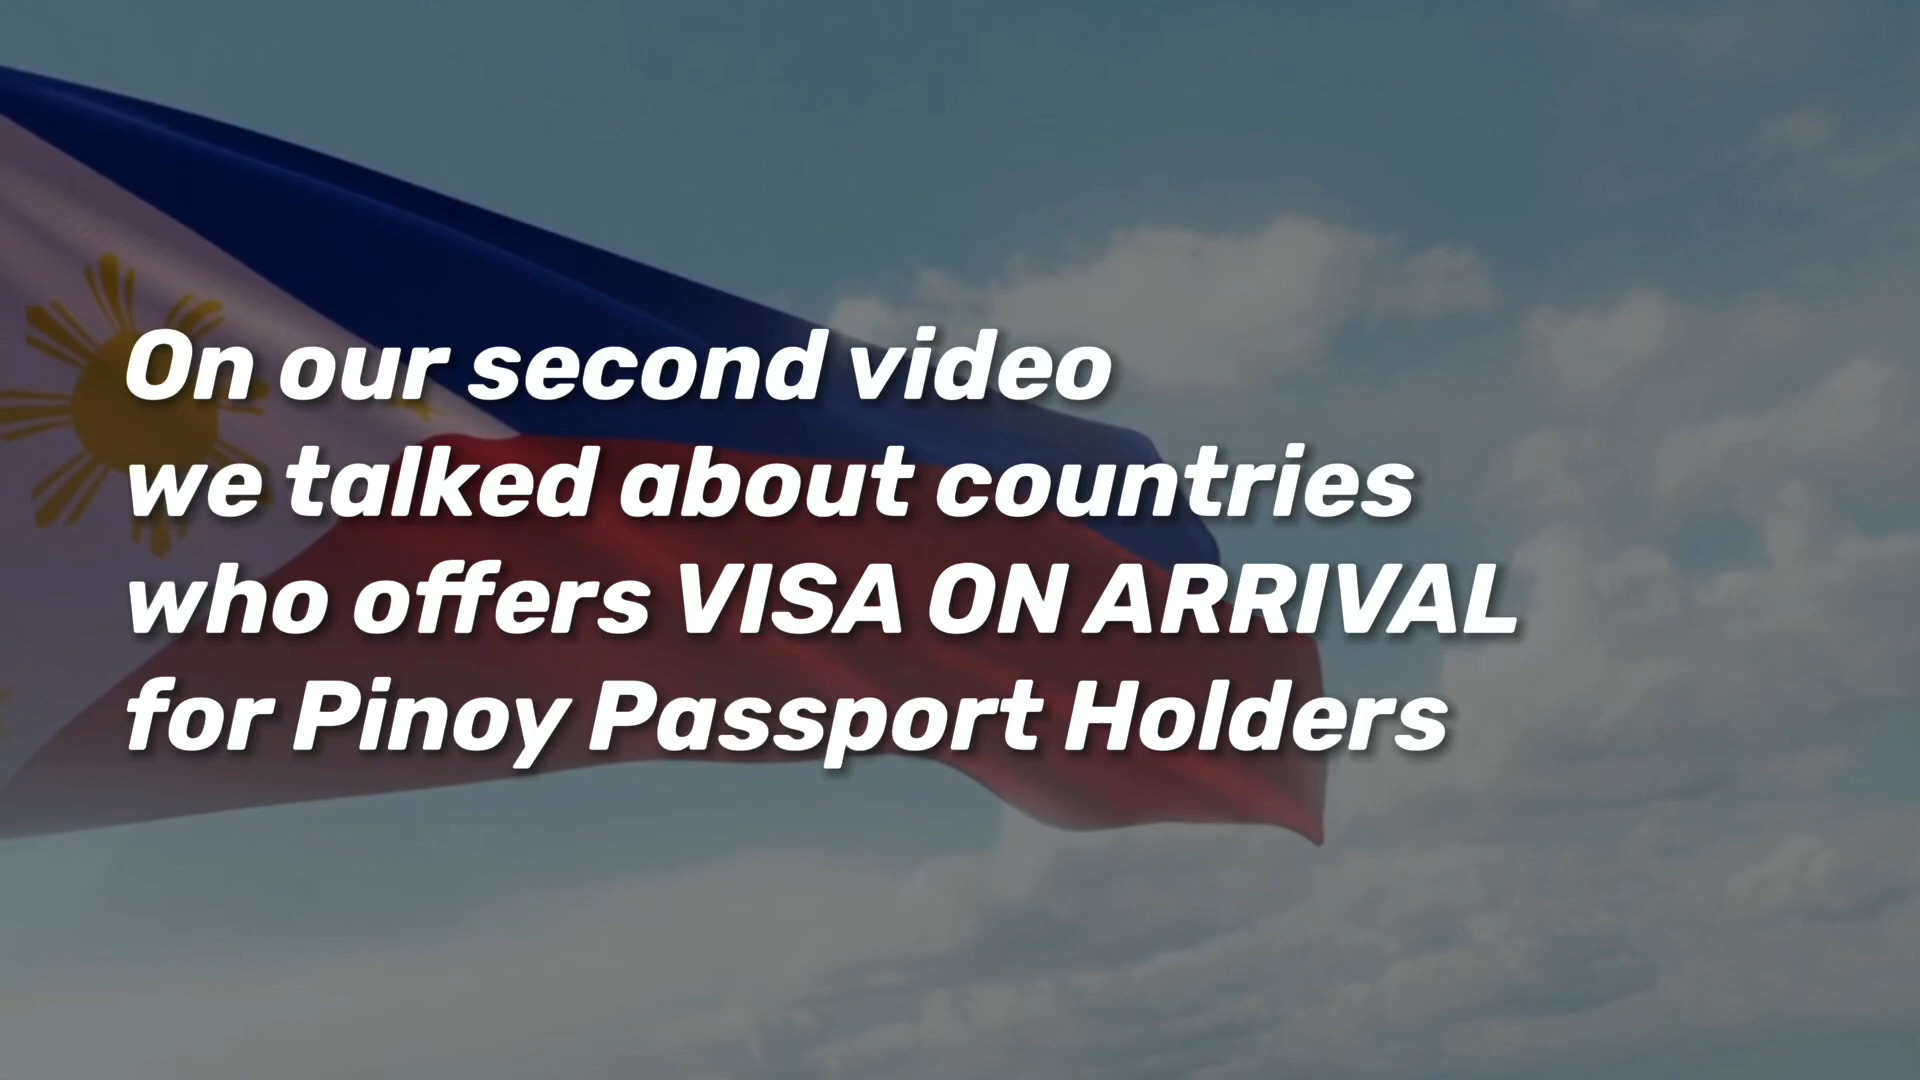 On our second video
we talked about countries
who offers VISA ON ARRIVAL
for Pinoy Passport Holders